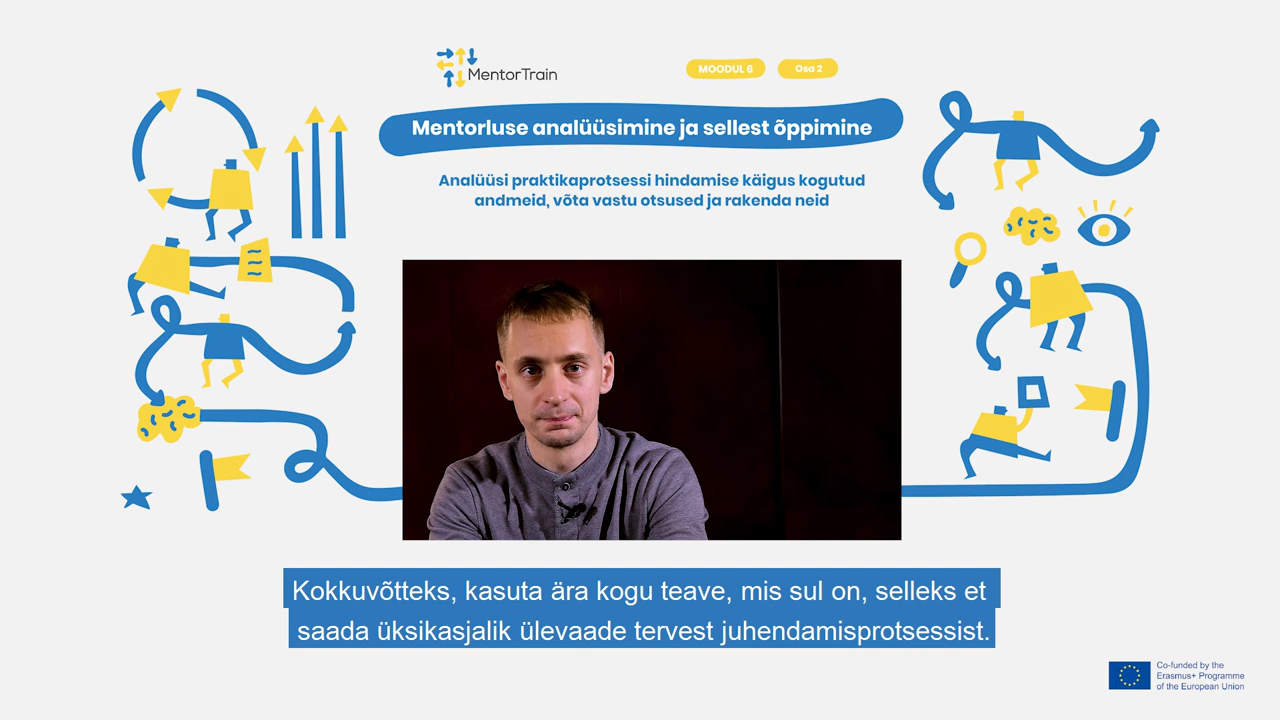 MentorTrain
MOODUL 6
Osa 2
Mentorluse analüüsimine ja sellest õppimine
Analüüsi praktikaprotsessi hindamise käigus kogutud
andmeid, võta vastu otsused ja rakenda neid
Kokkuvõtteks, kasuta ära kogu teave, mis sul on, selleks et
saada üksikasjalik ülevaade tervest juhendamisprotsessist.
Co-funded by the
Erasmus+ Programme
of the European Union